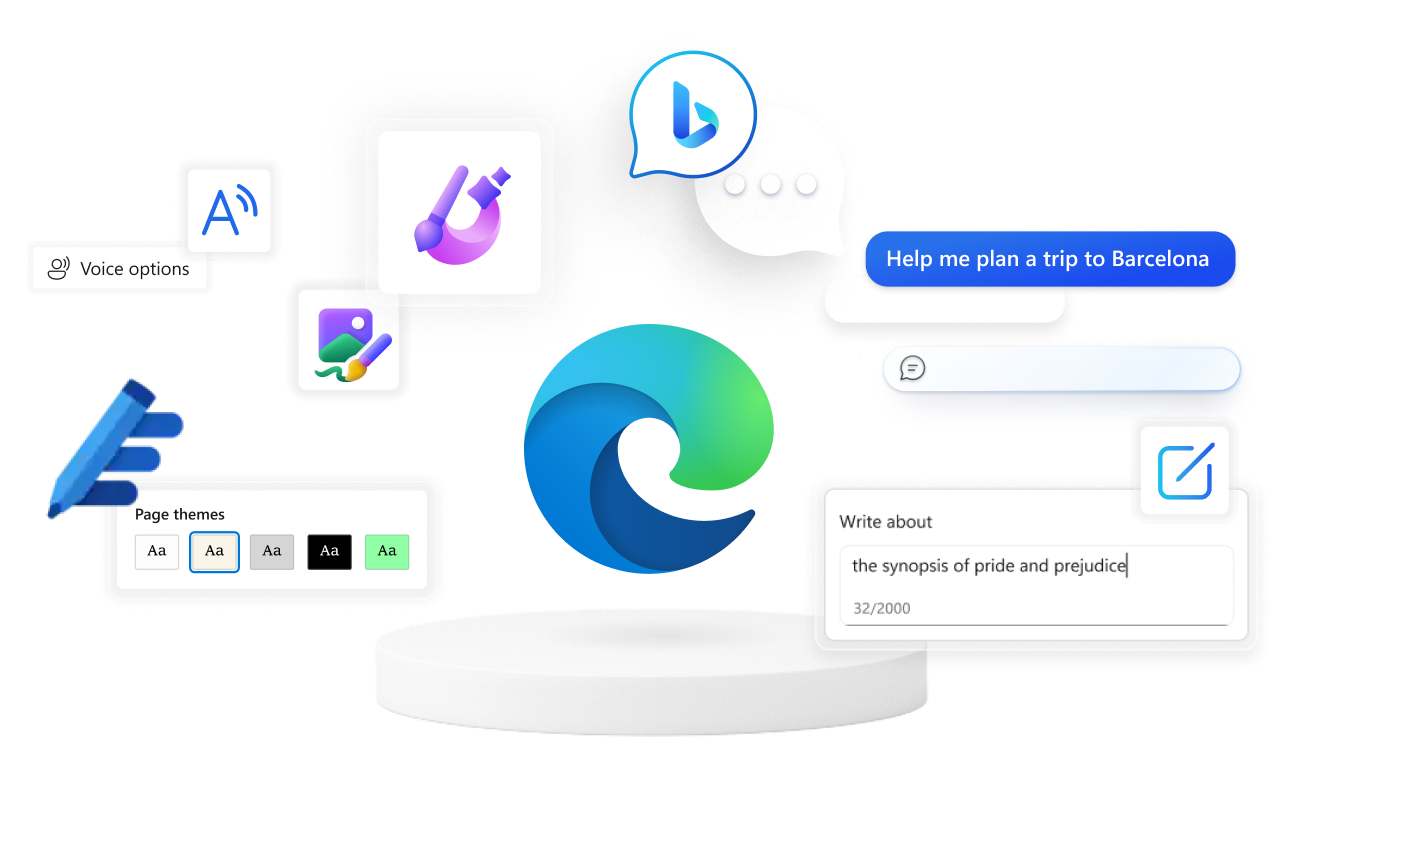 Voice options
Help me plan a trip to Barcelona
Page themes
Aa Aa Aa Aa Aa
Write about
the synopsis of pride and prejudice
32/2000